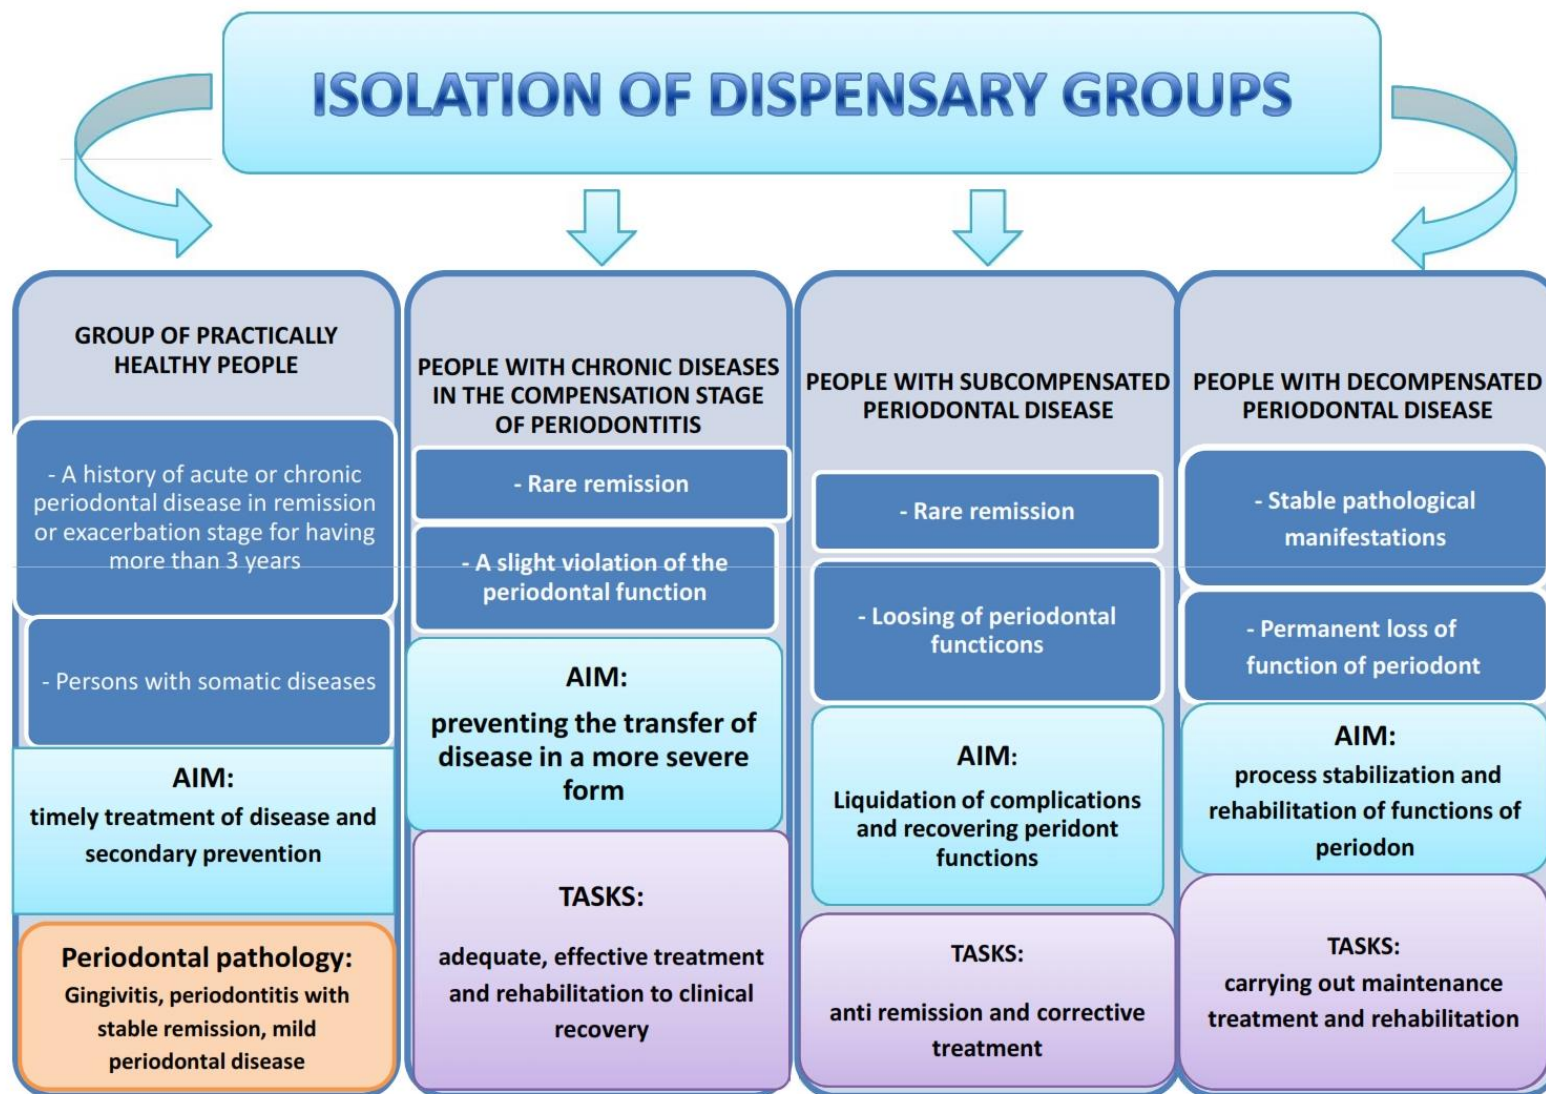 ISOLATION OF DISPENSARY GROUPS
GROUP OF PRACTICALLY
HEALTHY PEOPLE
- A history of acute or chronic
periodontal disease in remission
or exacerbation stage for having
more than 3 years
- Persons with somatic diseases
AIM:
timely treatment of disease and
secondary prevention
Periodontal pathology:
Gingivitis, periodontitis with
stable remission, mild
periodontal disease
PEOPLE WITH CHRONIC DISEASES
IN THE COMPENSATION STAGE
OF PERIODONTITIS
- Rare remission
- A slight violation of the
periodontal function
AIM:
preventing the transfer of
disease in a more severe
form
TASKS:
adequate, effective treatment
and rehabilitation to clinical
recovery
PEOPLE WITH SUBCOMPENSATED
PERIODONTAL DISEASE
- Rare remission
- Loosing of periodontal
functicons
AIM:
Liquidation of complications
and recovering peridont
functions
TASKS:
anti remission and corrective
treatment
PEOPLE WITH DECOMPENSATED
PERIODONTAL DISEASE
- Stable pathological
manifestations
- Permanent loss of
function of periodont
AIM:
process stabilization and
rehabilitation of functions of
periodon
TASKS:
carrying out maintenance
treatment and rehabilitation